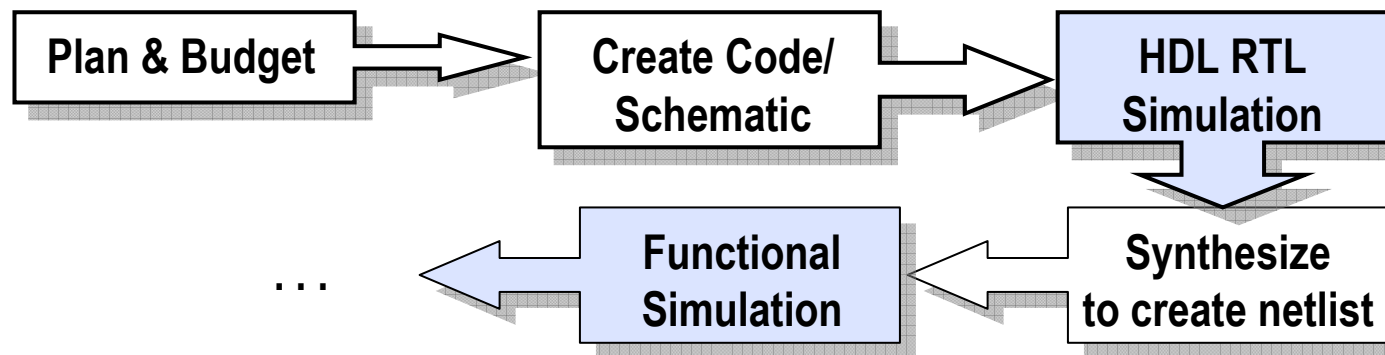 Plan & Budget
Create Code/
Schematic
HDL RTL
Simulation
Synthesize
to create netlist
Functional
Simulation
...